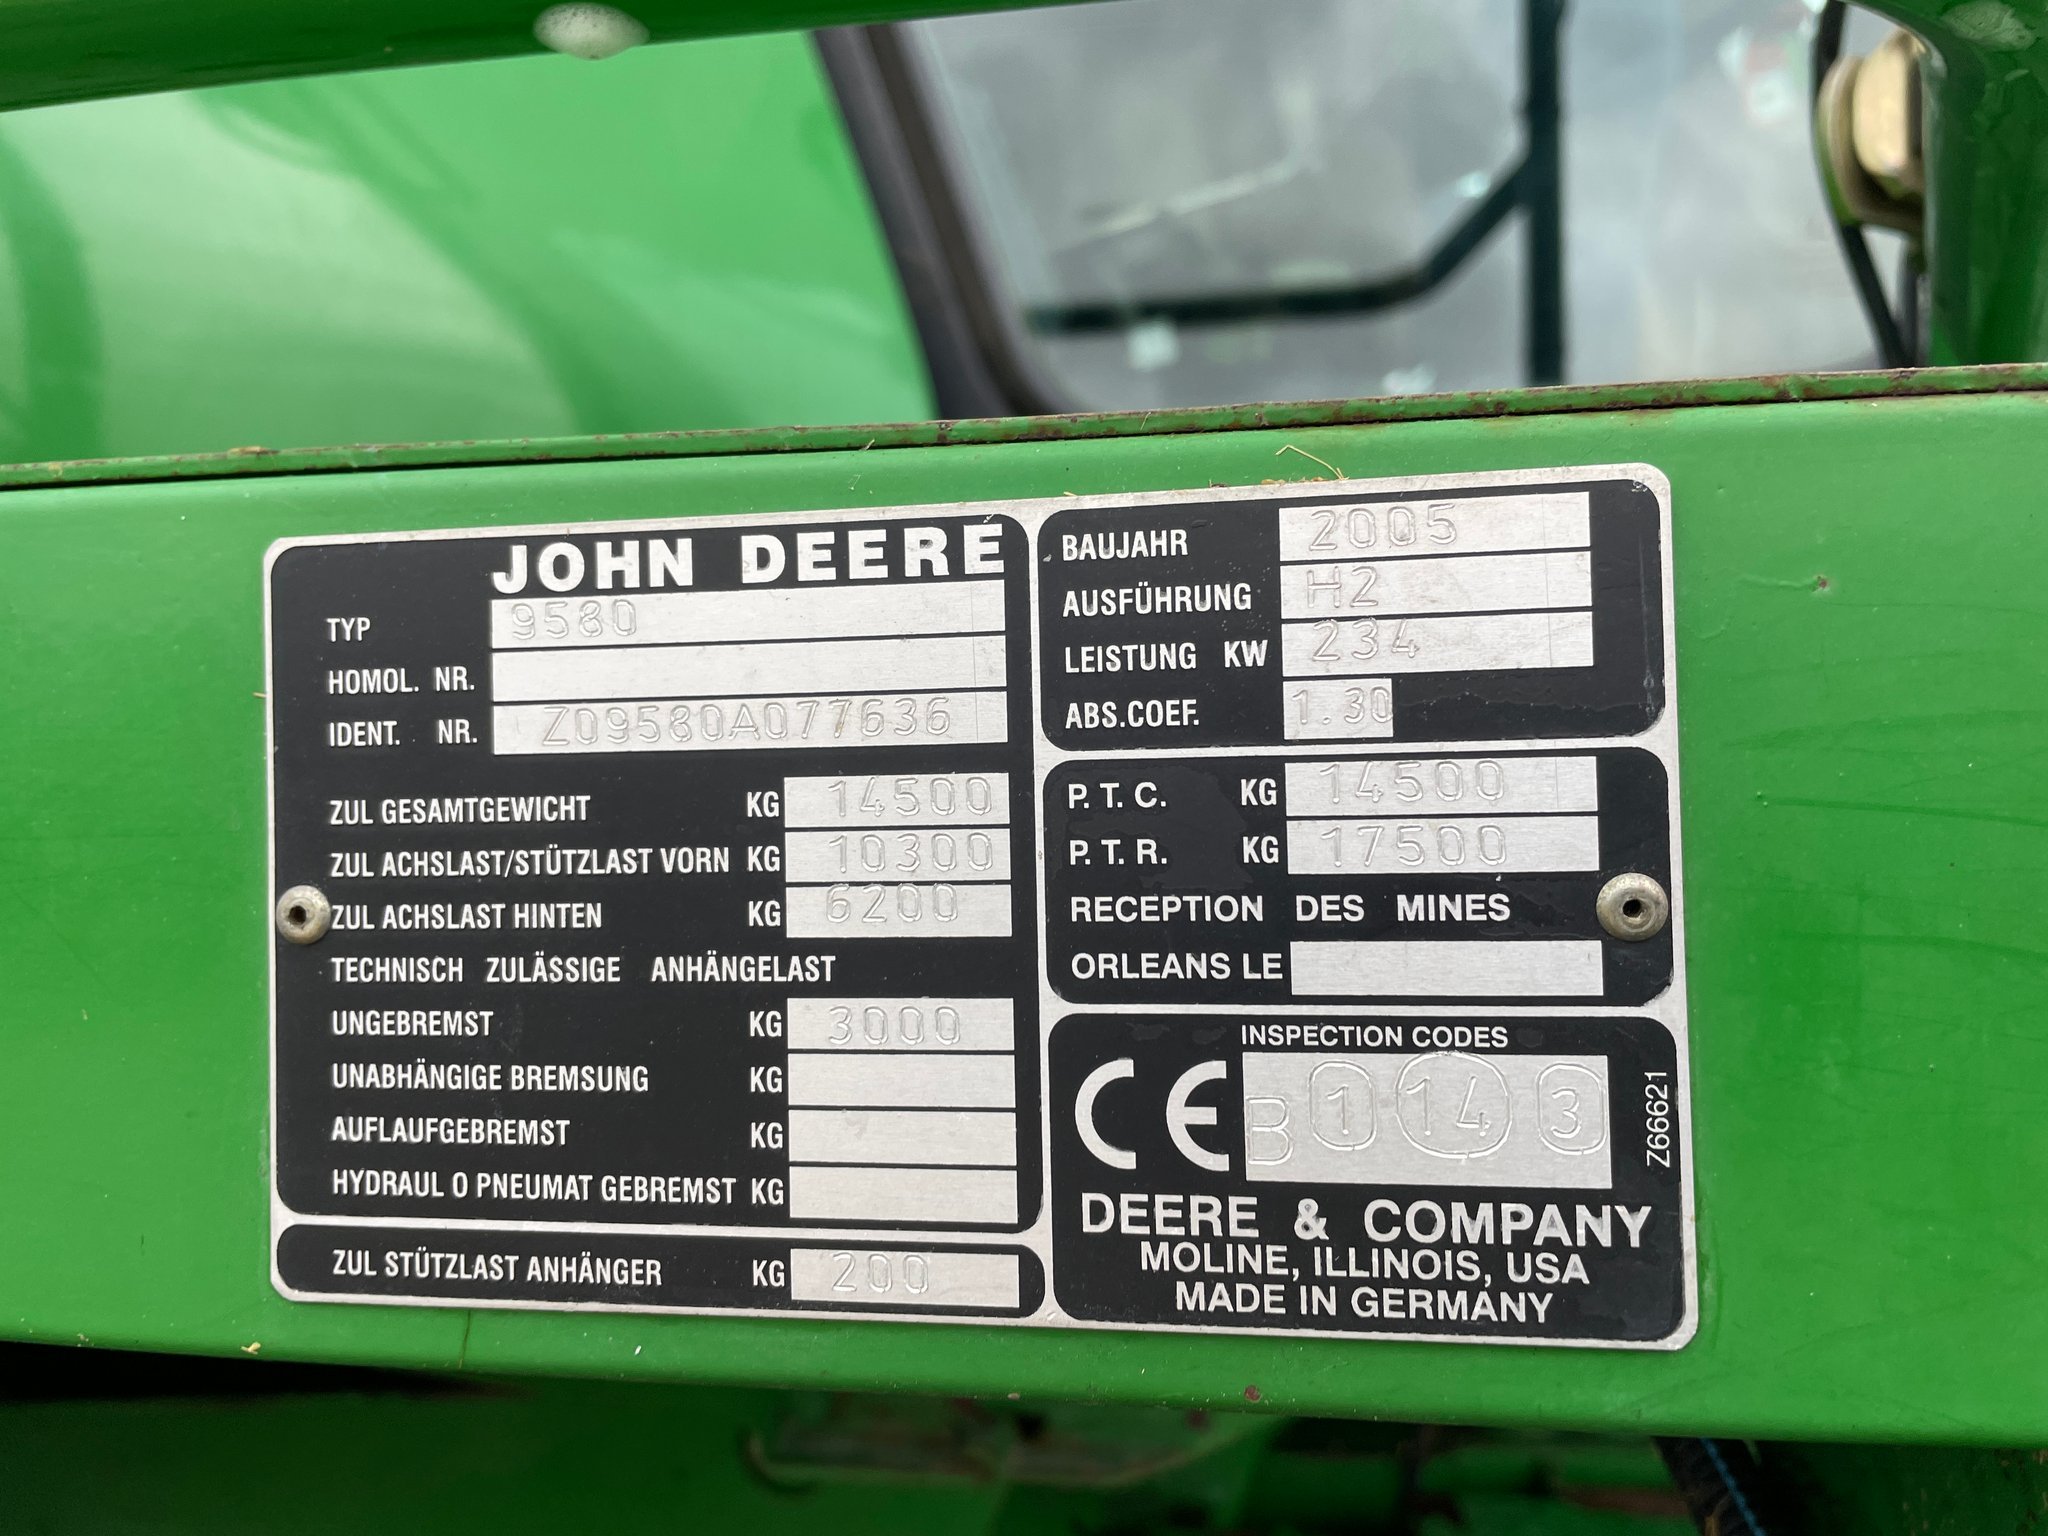 JOHN DEERE
TYP 9580
HOMOL. NR.
IDENT. NR. Z09580A077636
ZUL GESAMTGEWICHT KG 14500
ZUL ACHSLAST/STÜTZLAST VORN KG 10300
ZUL ACHSLAST HINTEN KG 6200
TECHNISCH ZULÄSSIGE ANHÄNGELAST
UNGEBREMST KG 3000
UNABHÄNGIGE BREMSUNG KG
AUFLAUFGEBREMST KG
HYDRAUL O PNEUMAT GEBREMST KG
ZUL STÜTZLAST ANHÄNGER KG 200
BAUJAHR 2005
AUSFÜHRUNG H2
LEISTUNG KW 234
ABS.COEF. 1.30
P. T. C. KG 14500
P. T. R. KG 17500
RECEPTION DES MINES
ORLEANS LE
INSPECTION CODES
CE B 1 14 3
Z66621
DEERE & COMPANY
MOLINE, ILLINOIS, USA
MADE IN GERMANY